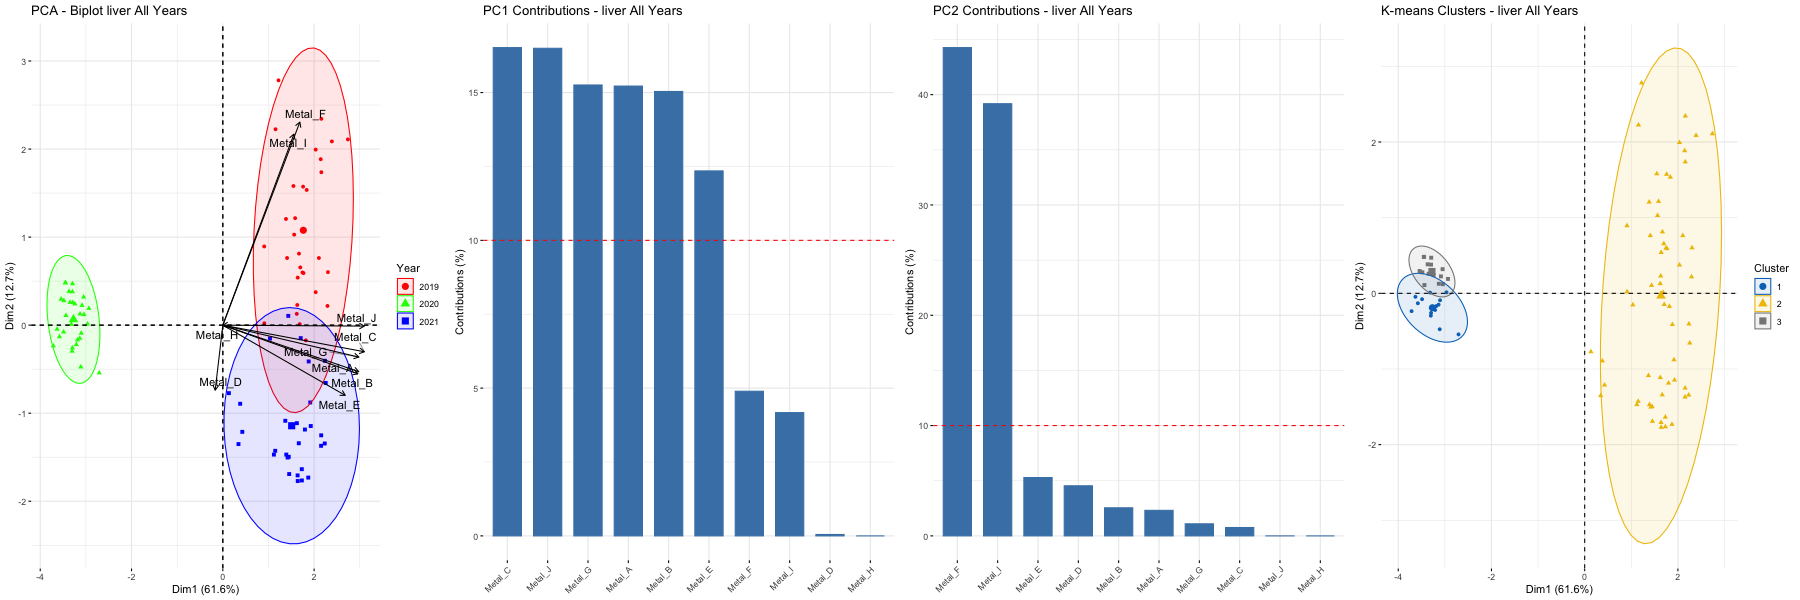 PCA - Biplot liver All Years
3
2
1
0
-1
-2
-4
-2
0
2
Dim2 (12.7%)
Dim1 (61.6%)
Metal_F
Metal_I
Metal_J
Metal_C
Metal_H
Metal_G
Metal_B
Metal_D
Metal_E
Year
2019
2020
2021
PC1 Contributions - liver All Years
Contributions (%)
15
10
5
0
Metal_C
Metal_J
Metal_G
Metal_A
Metal_B
Metal_E
Metal_F
Metal_I
Metal_D
Metal_H
PC2 Contributions - liver All Years
Contributions (%)
40
30
20
10
0
Metal_F
Metal_I
Metal_E
Metal_D
Metal_B
Metal_A
Metal_G
Metal_C
Metal_J
Metal_H
K-means Clusters - liver All Years
Dim2 (12.7%)
2
0
-2
-4
-2
0
2
Dim1 (61.6%)
Cluster
1
2
3